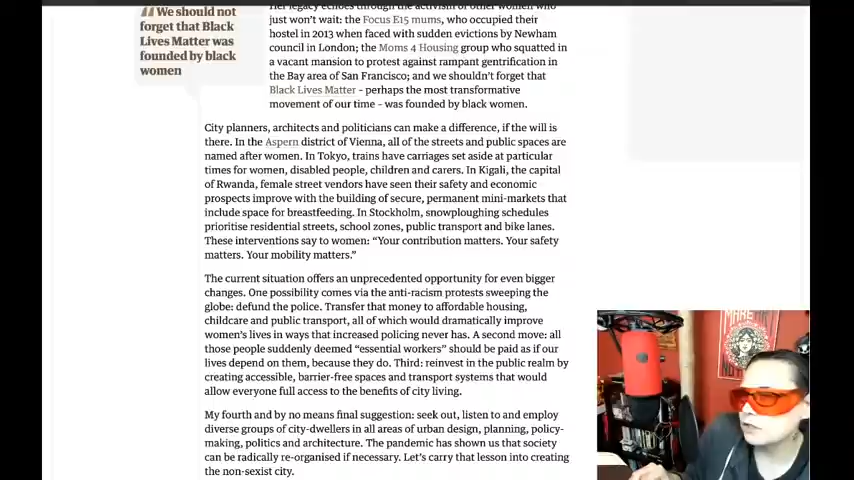 We should not
forget that Black
Lives Matter was
founded by black
women
Her legacy echoes through the activism of other women who
just won't wait: the Focus E15 mums, who occupied their
hostel in 2013 when faced with sudden evictions by Newham
council in London; the Moms 4 Housing group who squatted in
a vacant mansion to protest against rampant gentrification in
the Bay area of San Francisco; and we shouldn't forget that
Black Lives Matter – perhaps the most transformative
movement of our time – was founded by black women.
City planners, architects and politicians can make a difference, if the will is
there. In the Aspern district of Vienna, all of the streets and public spaces are
named after women. In Tokyo, trains have carriages set aside at particular
times for women, disabled people, children and carers. In Kigali, the capital
of Rwanda, female street vendors have seen their safety and economic
prospects improve with the building of secure, permanent mini-markets that
include space for breastfeeding. In Stockholm, snowploughing schedules
prioritise residential streets, school zones, public transport and bike lanes.
These interventions say to women: “Your contribution matters. Your safety
matters. Your mobility matters.”
The current situation offers an unprecedented opportunity for even bigger
changes. One possibility comes via the anti-racism protests sweeping the
globe: defund the police. Transfer that money to affordable housing,
childcare and public transport, all of which would dramatically improve
women's lives in ways that increased policing never has. A second move: all
those people suddenly deemed “essential workers” should be paid as if our
lives depend on them, because they do. Third: reinvest in the public realm by
creating accessible, barrier-free spaces and transport systems that would
allow everyone full access to the benefits of city living.
My fourth and by no means final suggestion: seek out, listen to and employ
diverse groups of city-dwellers in all areas of urban design, planning, policy-
making, politics and architecture. The pandemic has shown us that society
can be radically re-organised if necessary. Let's carry that lesson into creating
the non-sexist city.
MAKE ART